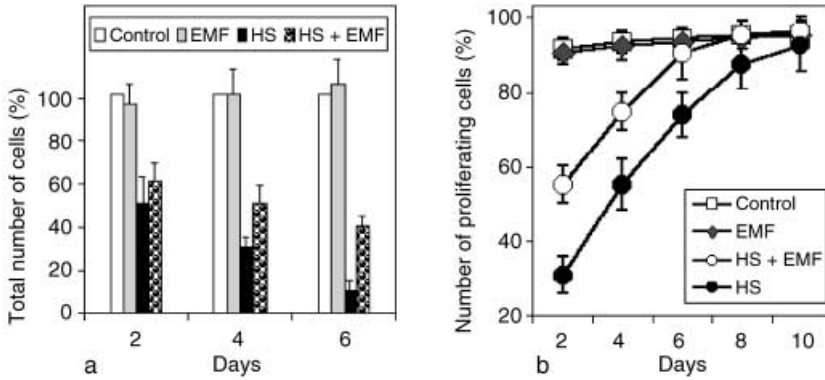 Control EMF HS HS + EMF
Total number of cells (%)
100
80
60
40
20
0
2 4 6
Days
a
Number of proliferating cells (%)
100
80
60
40
20
Control
EMF
HS + EMF
HS
2 4 6 8 10
Days
b